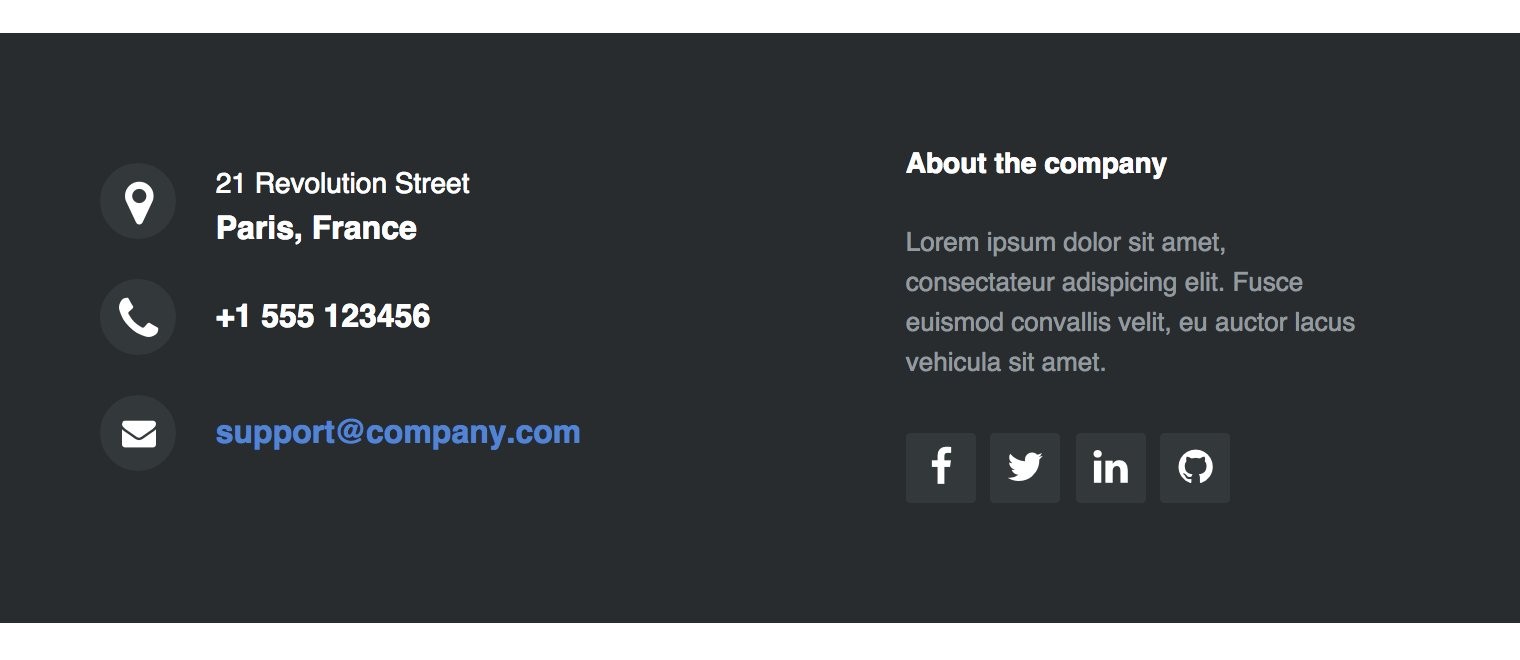 21 Revolution Street
Paris, France
+1 555 123456
support@company.com
About the company
Lorem ipsum dolor sit amet,
consectateur adispicing elit. Fusce
euismod convallis velit, eu auctor lacus
vehicula sit amet.